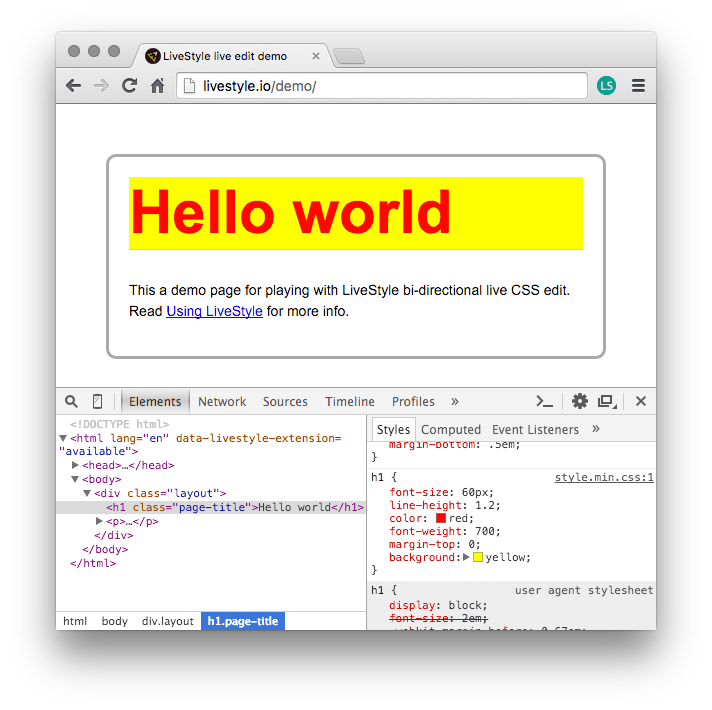 LiveStyle live edit demo ×
livestyle.io/demo/
LS
Hello world
This a demo page for playing with LiveStyle bi-directional live CSS edit.
Read Using LiveStyle for more info.
Elements Network Sources Timeline Profiles »
<!DOCTYPE html>
<html lang="en" data-livestyle-extension=
"available">
<head>…</head>
<body>
<div class="layout">
<h1 class="page-title">Hello world</h1>
<p>…</p>
</div>
</body>
</html>
html body div.layout h1.page-title
Styles Computed Event Listeners »
margin-bottom: .5em;
}
h1 { style.min.css:1
font-size: 60px;
line-height: 1.2;
color: red;
font-weight: 700;
margin-top: 0;
background: yellow;
}
h1 { user agent stylesheet
display: block;
font-size: 2em;
-webkit-margin-before: 0.67em;